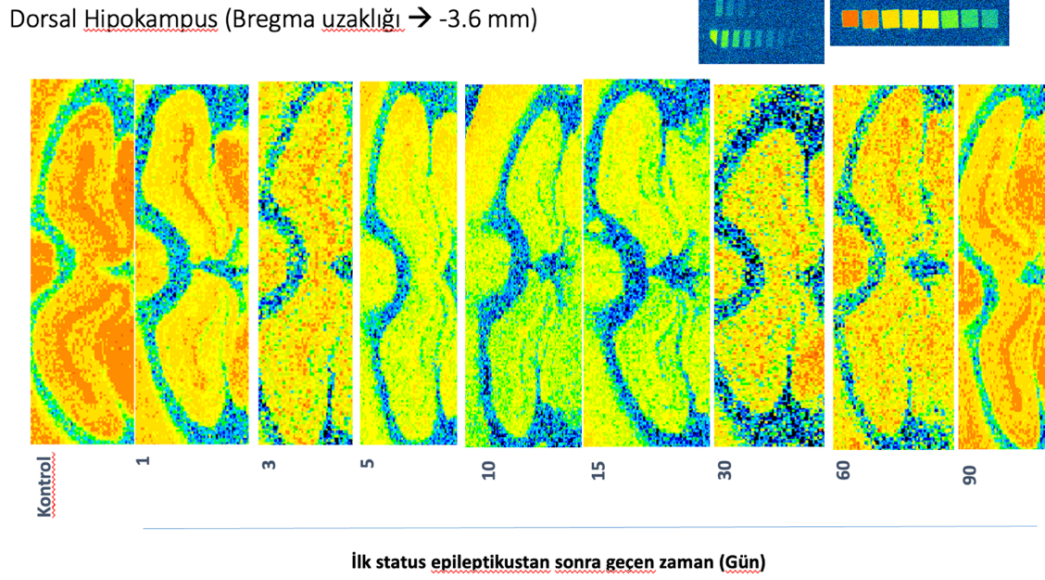 Dorsal Hipokampus (Bregma uzaklığı → -3.6 mm)
Kontrol
1
3
5
10
15
30
60
90
İlk status epileptikustan sonra geçen zaman (Gün)